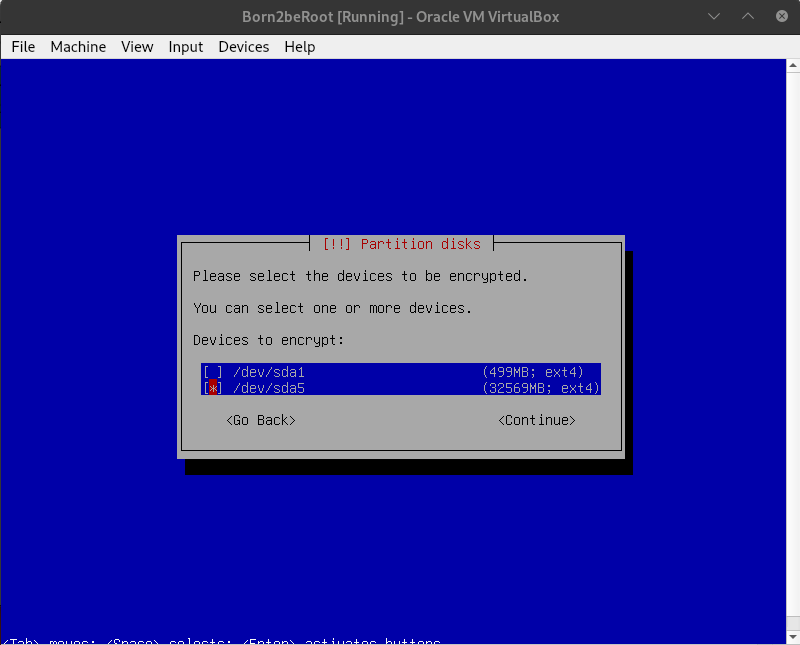 Born2beRoot [Running] - Oracle VM VirtualBox
File Machine View Input Devices Help
[!!] Partition disks
Please select the devices to be encrypted.
You can select one or more devices.
Devices to encrypt:
[ ] /dev/sda1 (499MB; ext4)
[*] /dev/sda5 (32569MB; ext4)
<Go Back> <Continue>
<Tab> moves; <Space> selects; <Enter> activates buttons